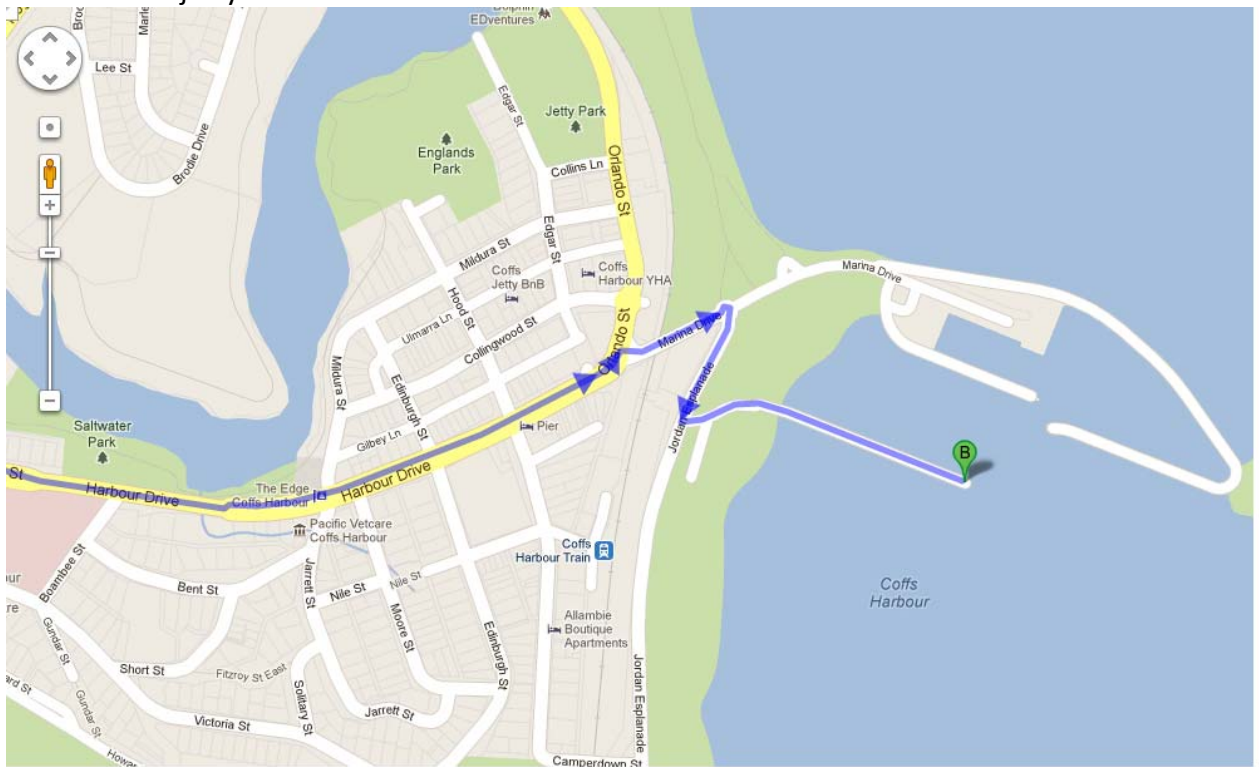 Dolphin
EDventures
Lee St
Brodie Drive
Edgar St
Jetty Park
Englands
Park
Collins Ln
Orlando St
Mildura St
Edgar St
Coffs
Jetty BnB
Coffs
Harbour YHA
Marina Drive
Hood St
Ulmarra Ln
Collingwood St
Orlando St
Marina Drive
Mildura St
Edinburgh St
Jordan Esplanade
Saltwater
Park
Gilbey Ln
Pier
B
St
Harbour Drive
The Edge
Coffs Harbour
Harbour Drive
Pacific Vetcare
Coffs Harbour
Coffs
Harbour Train
Boambee St
Bent St
Jarrett St
Nile St
Nile St
Coffs
Harbour
Moore St
Edinburgh St
Allambie
Boutique
Apartments
Gundar St
Short St
Fitzroy St East
Solitary St
Jordan Esplanade
Gundar St
Victoria St
Jarrett St
Camperdown St